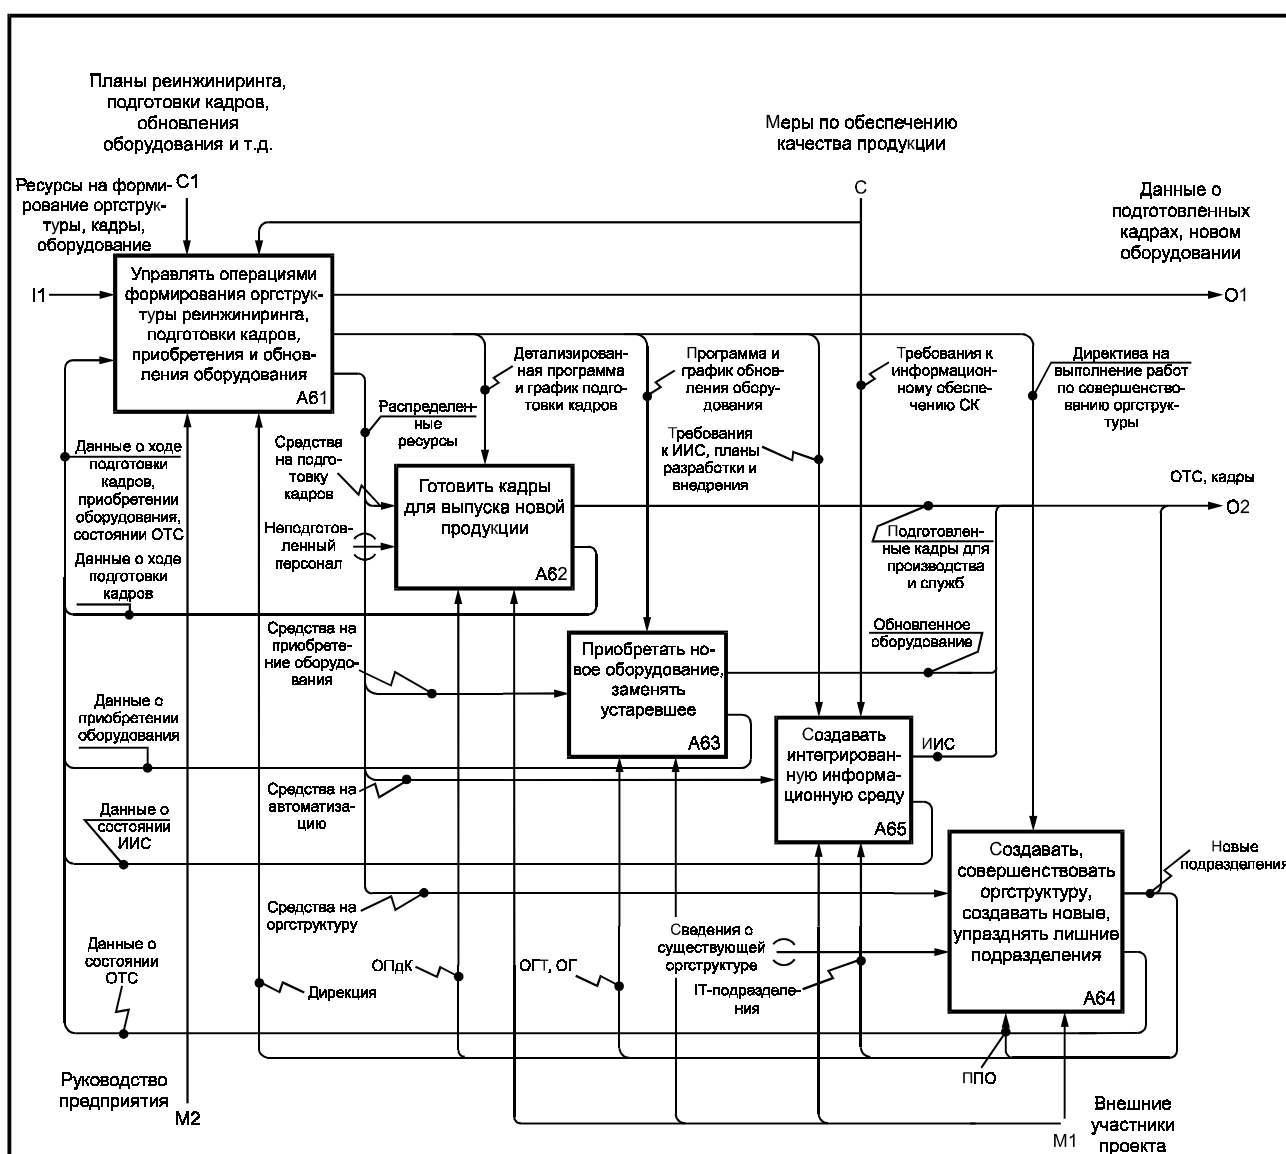 Планы реинжиниринга,
подготовки кадров,
обновления
оборудования и т.д.
Меры по обеспечению
качества продукции
Ресурсы на форми-
рование оргструк-
туры, кадры,
оборудование
C1
C
Данные о
подготовленных
кадрах, новом
оборудовании
I1
Управлять операциями
формирования оргструк-
туры реинжиниринга,
подготовки кадров,
приобретения и обнов-
ления оборудования
A61
O1
Детализирован-
ная программа
и график подго-
товки кадров
Программа и
график обнов-
ления обору-
дования
Требования к
информацион-
ному обеспе-
чению СК
Директива на
выполнение работ
по совершенство-
ванию оргструк-
туры
Распределен-
ные
ресурсы
Требования
к ИИС, планы
разработки и
внедрения
Данные о ходе
подготовки
кадров,
приобретении
оборудования,
состоянии ОТС
Средства
на подго-
товку
кадров
Готовить кадры
для выпуска новой
продукции
A62
ОТС, кадры
O2
Неподготов-
ленный
персонал
Подготовлен-
ные кадры для
производства
и служб
Данные о ходе
подготовки
кадров
Средства на
приобрете-
ние оборудо-
вания
Обновленное
оборудование
Приобретать но-
вое оборудование,
заменять
устаревшее
A63
Данные о
приобретении
оборудования
Создавать
интегрирован-
ную информа-
ционную среду
A65
ИИС
Средства на
автоматиза-
цию
Данные о
состоянии
ИИС
Создавать,
совершенствовать
оргструктуру,
создавать новые,
упразднять лишние
подразделения
A64
Новые
подразделения
Средства на
оргструктуру
Сведения о
существующей
оргструктуре
Данные о
состоянии
ОТС
ОПдК
ОГТ, ОГ
IT-подразделе-
ния
Дирекция
ППО
Руководство
предприятия
M2
M1
Внешние
участники
проекта